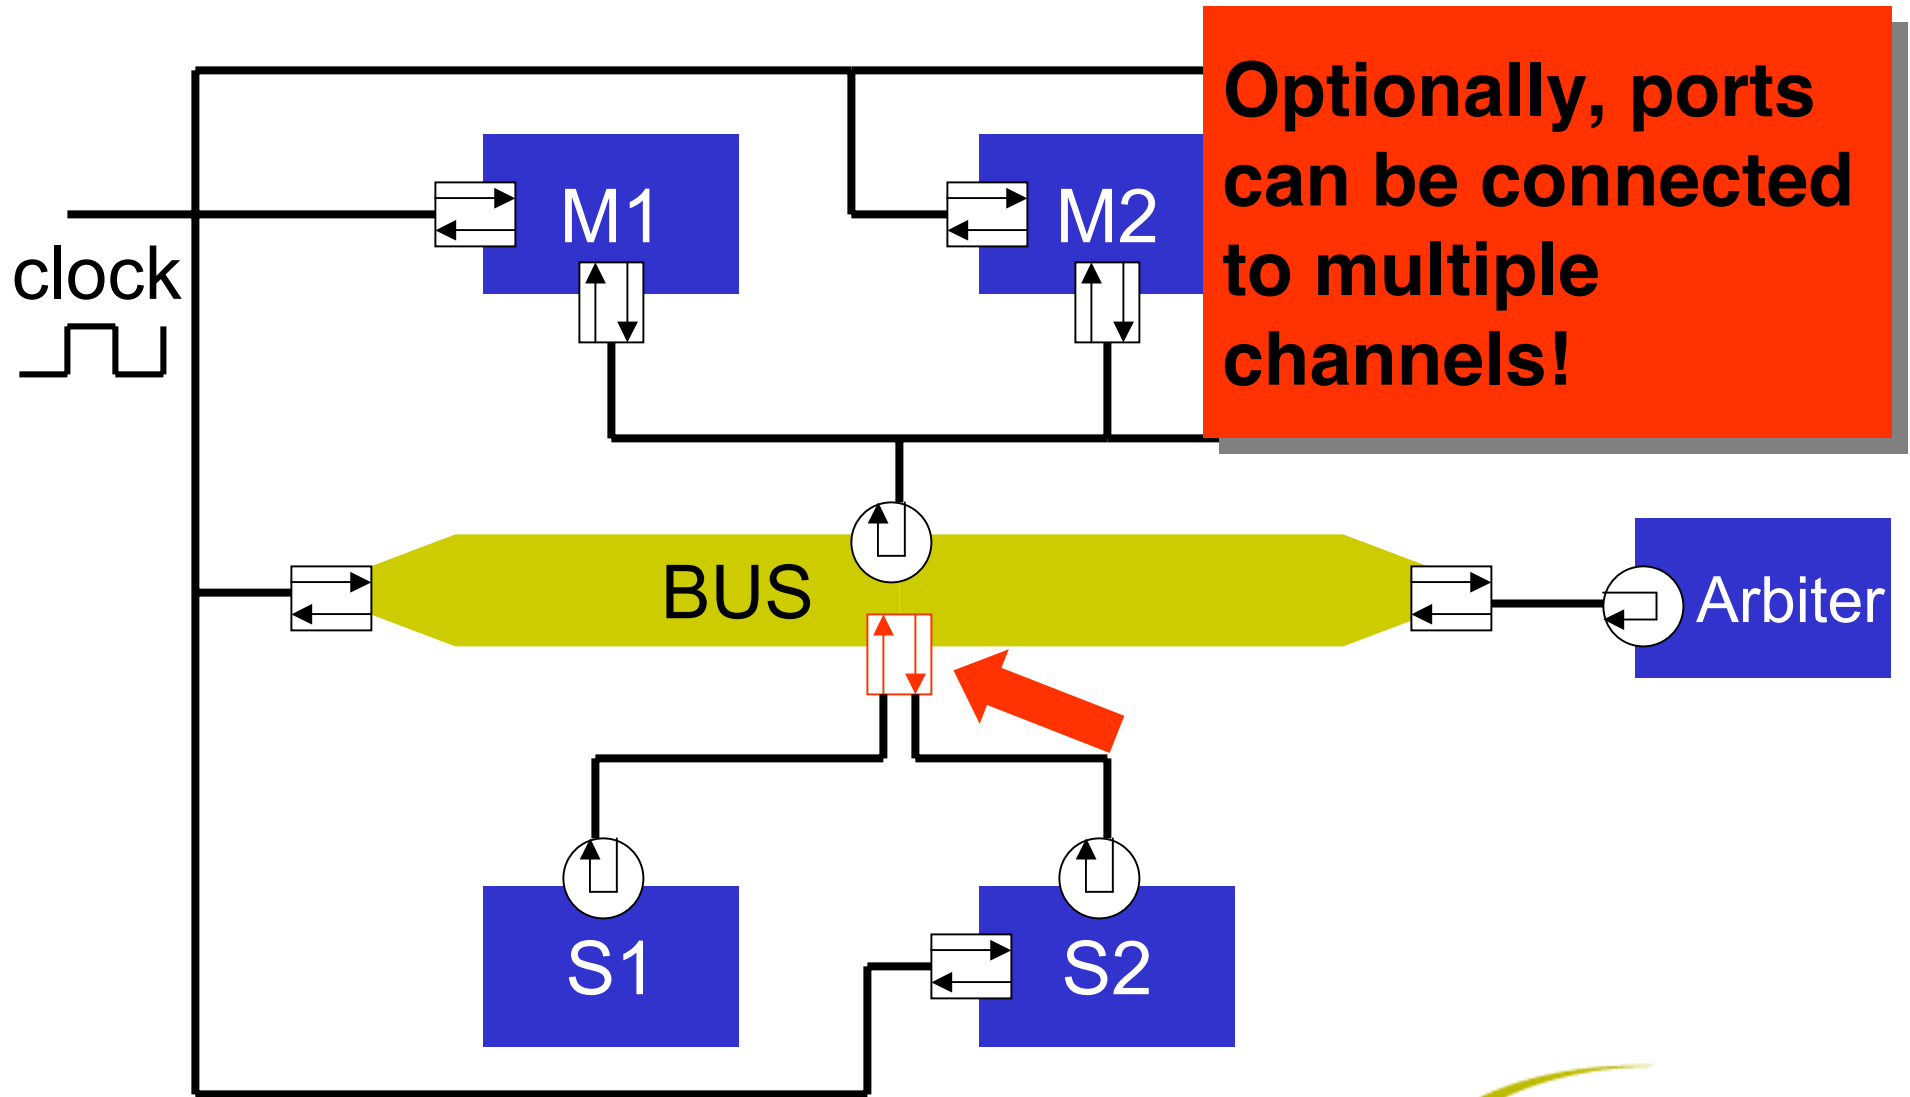 Optionally, ports
can be connected
to multiple
channels!
M1
M2
clock
BUS
Arbiter
S1
S2